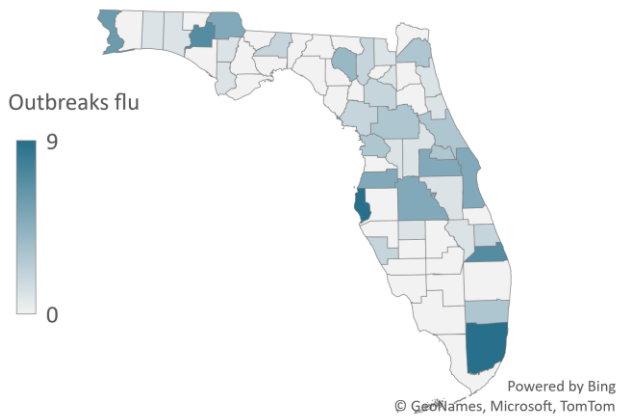 Outbreaks flu
9
0
Powered by Bing
© GeoNames, Microsoft, TomTom